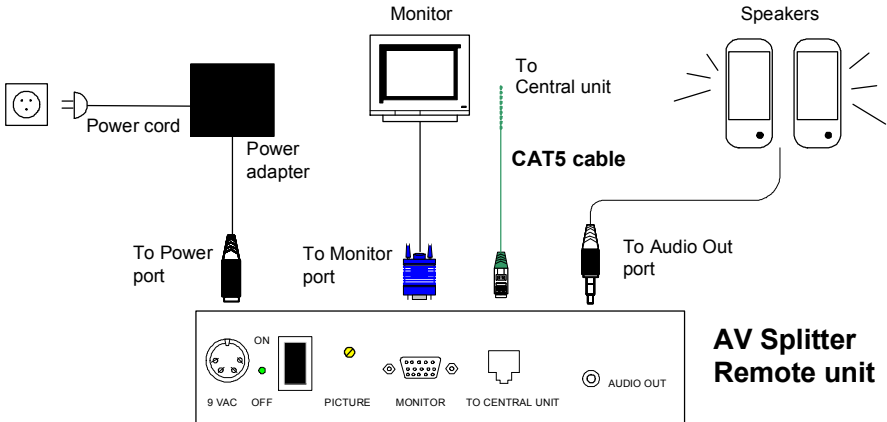 Monitor
Speakers
To
Central unit
Power cord
Power
adapter
CAT5 cable
To Power
port
To Monitor
port
To Audio Out
port
AV Splitter
Remote unit
ON
9 VAC
OFF
PICTURE
MONITOR
TO CENTRAL UNIT
AUDIO OUT